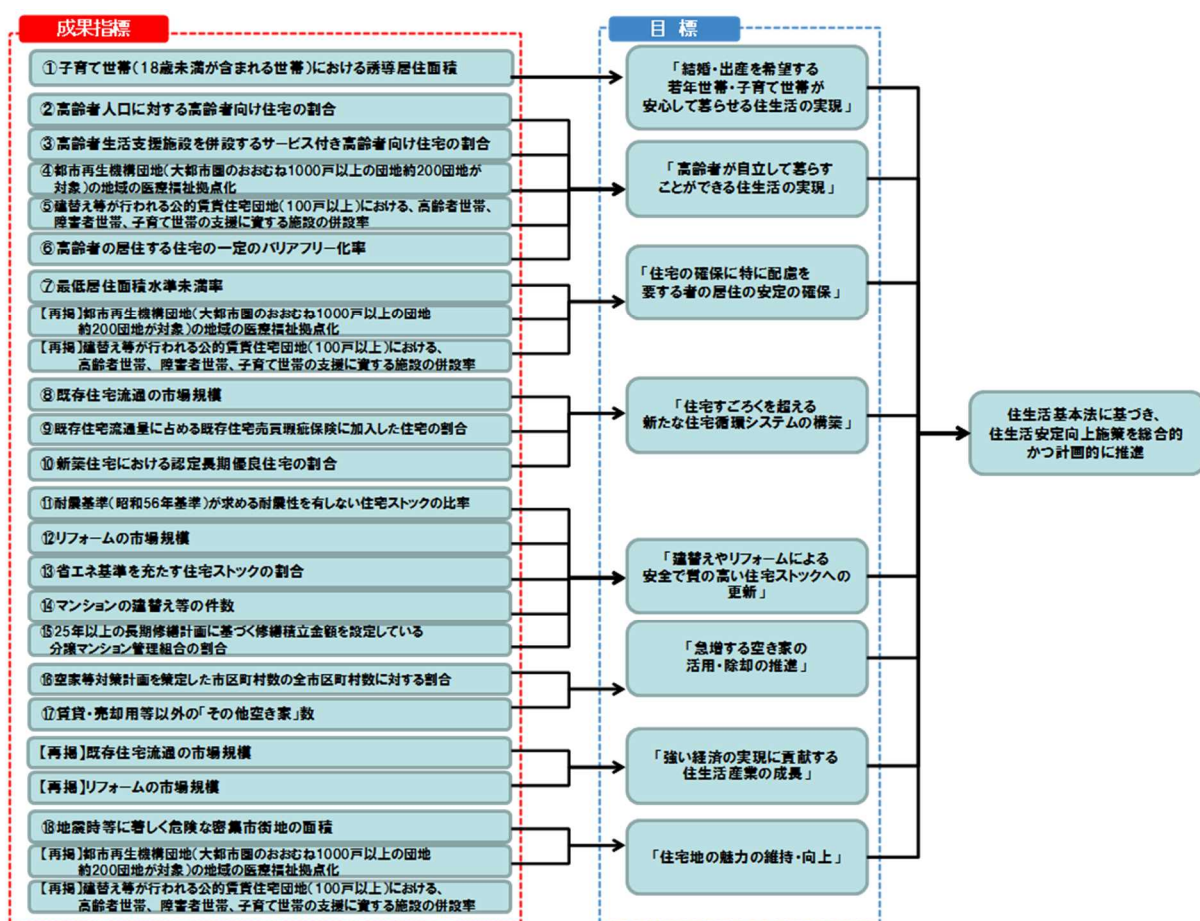 成果指標
①子育て世帯（18歳未満が含まれる世帯）における誘導居住面積
②高齢者人口に対する高齢者向け住宅の割合
③高齢者生活支援施設を併設するサービス付き高齢者向け住宅の割合
④都市再生機構団地（大都市圏のおおむね1000戸以上の団地約200団地が
対象）の地域の医療福祉拠点化
⑤建替え等が行われる公的賃貸住宅団地（100戸以上）における、高齢者世帯、
障害者世帯、子育て世帯の支援に資する施設の併設率
⑥高齢者の居住する住宅の一定のバリアフリー化率
⑦最低居住面積水準未満率
【再掲】都市再生機構団地（大都市圏のおおむね1000戸以上の団地
約200団地が対象）の地域の医療福祉拠点化
【再掲】建替え等が行われる公的賃貸住宅団地（100戸以上）における、
高齢者世帯、障害者世帯、子育て世帯の支援に資する施設の併設率
⑧既存住宅流通の市場規模
⑨既存住宅流通量に占める既存住宅売買瑕疵保険に加入した住宅の割合
⑩新築住宅における認定長期優良住宅の割合
⑪耐震基準（昭和56年基準）が求める耐震性を有しない住宅ストックの比率
⑫リフォームの市場規模
⑬省エネ基準を充たす住宅ストックの割合
⑭マンションの建替え等の件数
⑮25年以上の長期修繕計画に基づく修繕積立金額を設定している
分譲マンション管理組合の割合
⑯空家等対策計画を策定した市区町村数の全市区町村数に対する割合
⑰賃貸・売却用等以外の「その他空き家」数
【再掲】既存住宅流通の市場規模
【再掲】リフォームの市場規模
⑱地震時等に著しく危険な密集市街地の面積
【再掲】都市再生機構団地（大都市圏のおおむね1000戸以上の団地
約200団地が対象）の地域の医療福祉拠点化
【再掲】建替え等が行われる公的賃貸住宅団地（100戸以上）における、
高齢者世帯、障害者世帯、子育て世帯の支援に資する施設の併設率
目 標
「結婚・出産を希望する
若年世帯・子育て世帯が
安心して暮らせる住生活の実現」
「高齢者が自立して暮らす
ことができる住生活の実現」
「住宅の確保に特に配慮を
要する者の居住の安定の確保」
「住宅すごろくを超える
新たな住宅循環システムの構築」
「建替えやリフォームによる
安全で質の高い住宅ストックへの
更新」
「急増する空き家の
活用・除却の推進」
「強い経済の実現に貢献する
住生活産業の成長」
「住宅地の魅力の維持・向上」
住生活基本法に基づき、
住生活安定向上施策を総合的
かつ計画的に推進